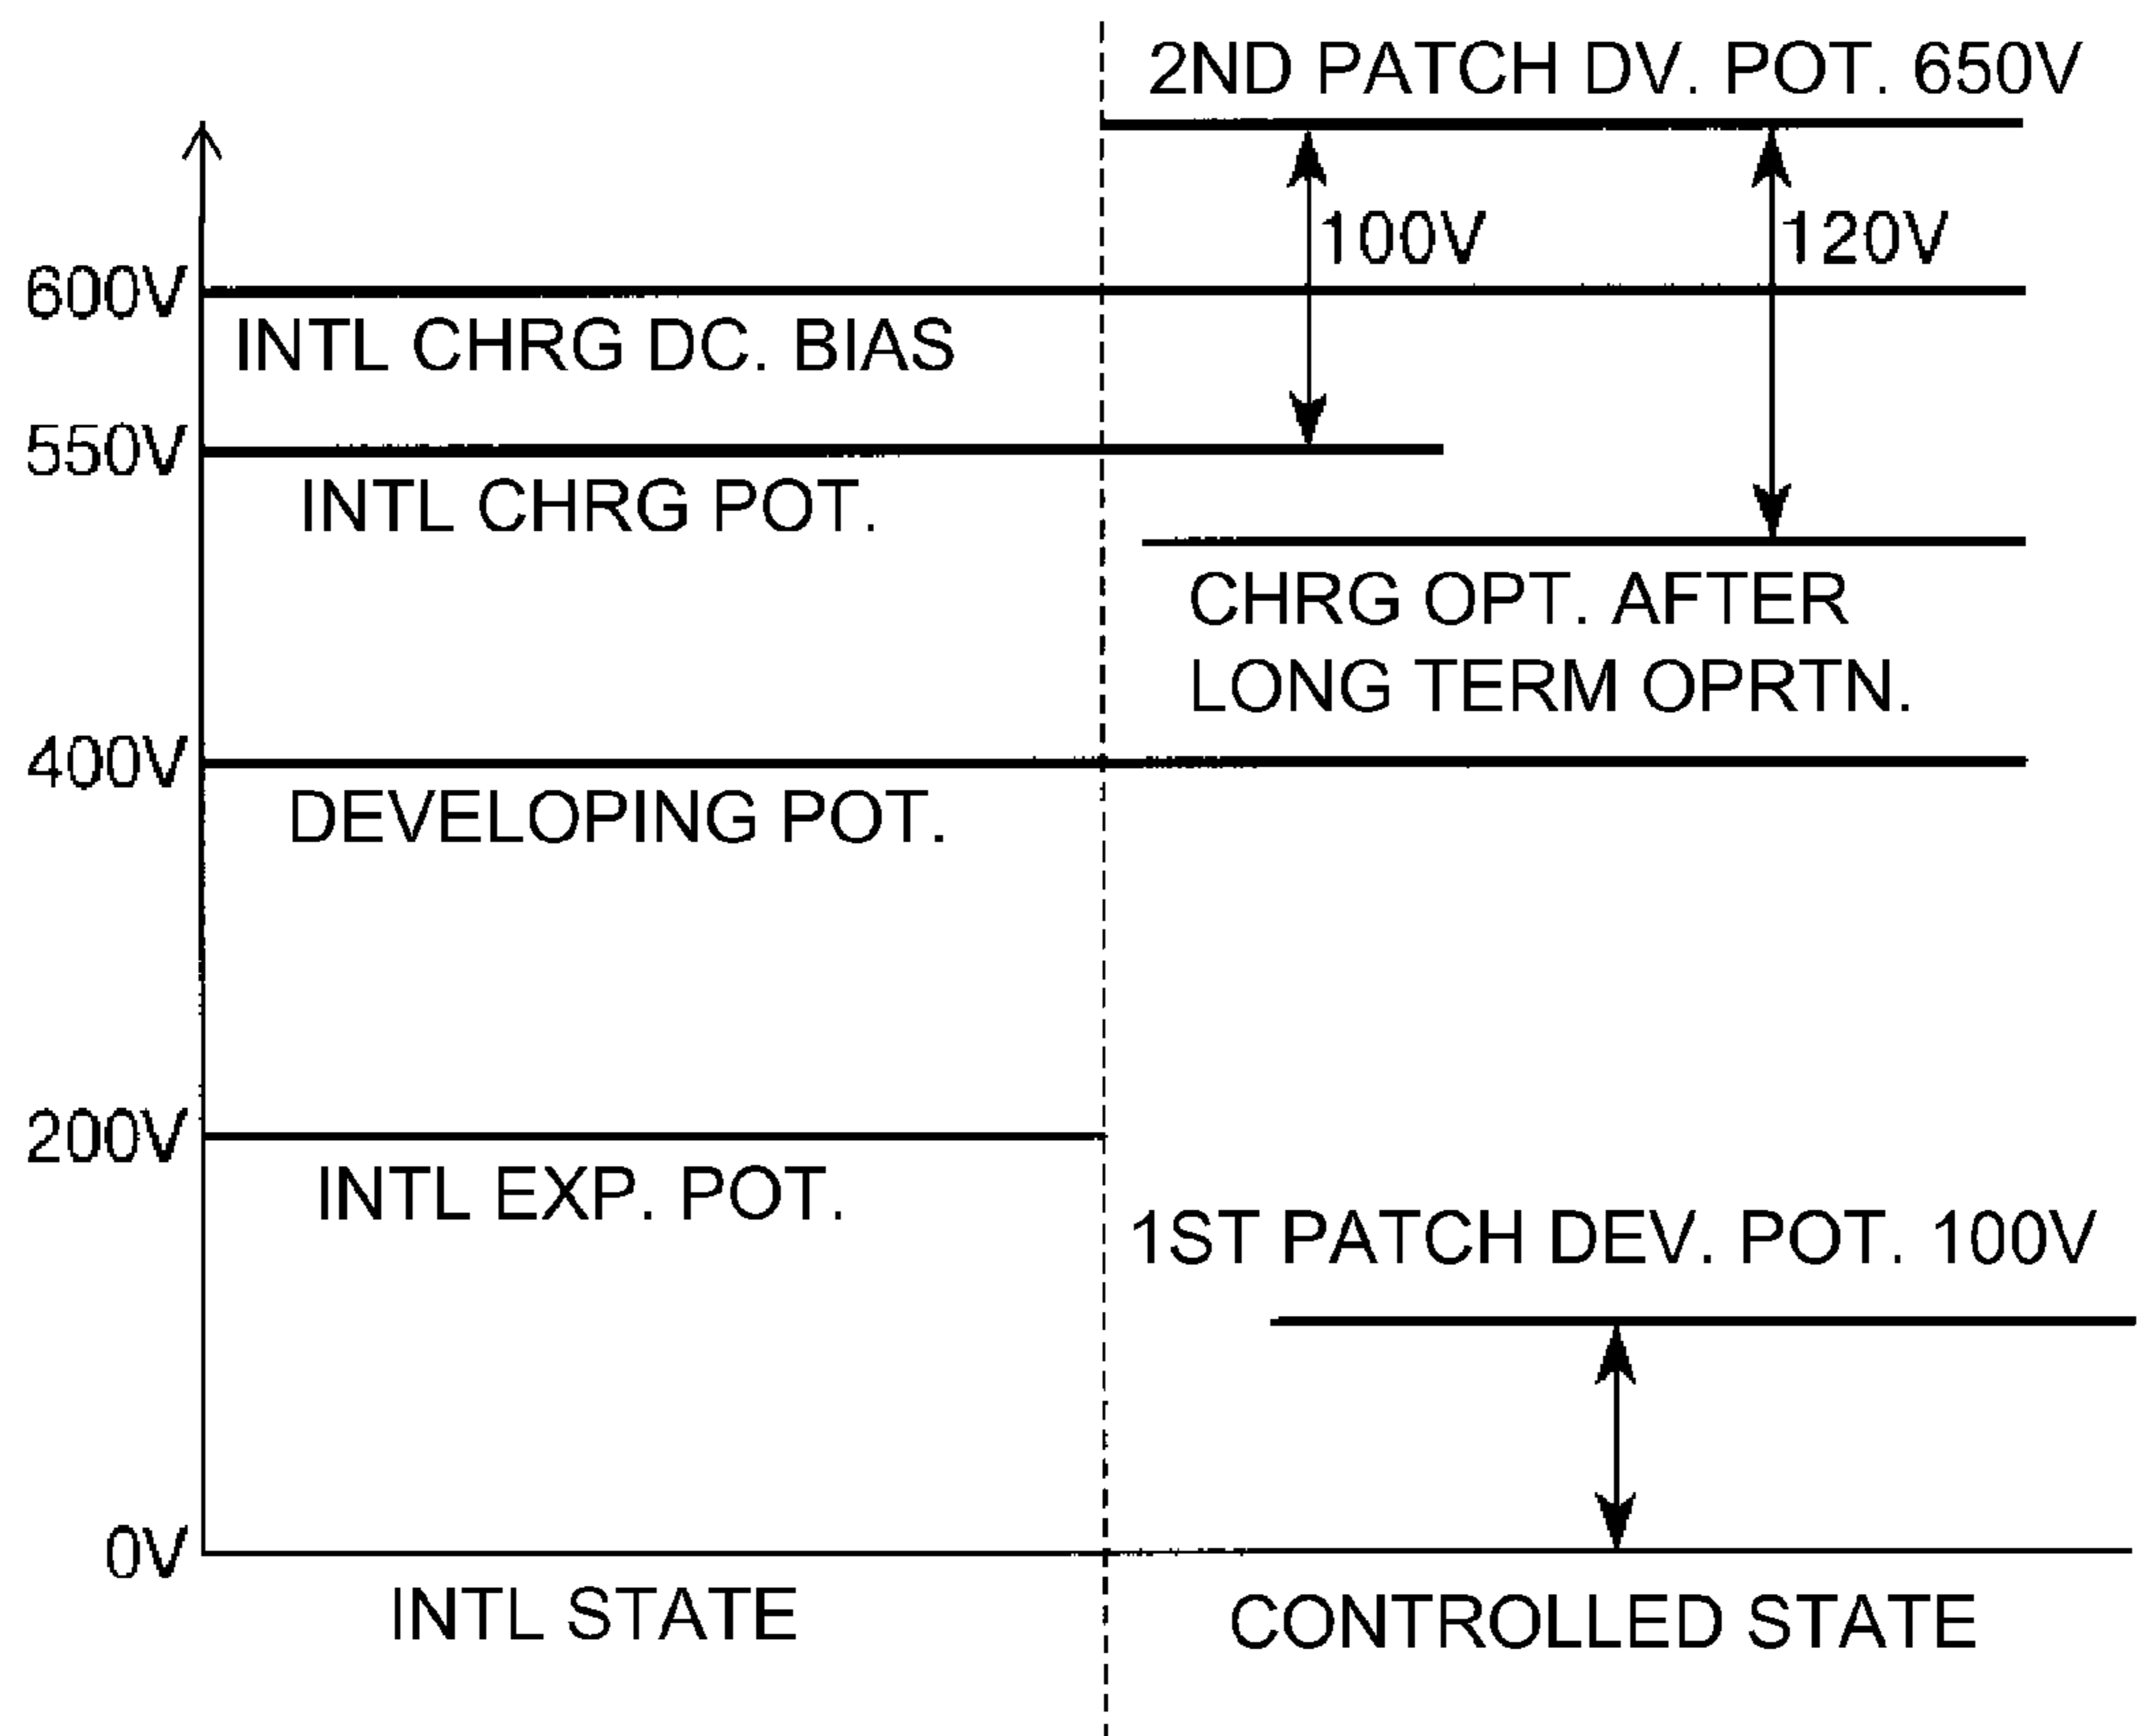 2ND PATCH DV. POT. 650V
100V
120V
600V
INTL CHRG DC. BIAS
550V
INTL CHRG POT.
CHRG OPT. AFTER
LONG TERM OPRTN.
400V
DEVELOPING POT.
200V
INTL EXP. POT.
1ST PATCH DEV. POT. 100V
0V
INTL STATE
CONTROLLED STATE